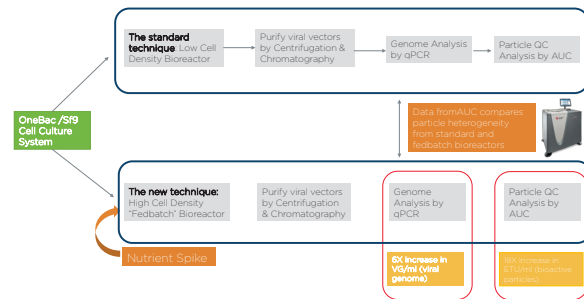 The standard
technique: Low Cell
Density Bioreactor
Purify viral vectors
by Centrifugation &
Chromatography
Genome Analysis
by qPCR
Particle QC
Analysis by AUC
OneBac /Sf9
Cell Culture
System
Data fromAUC compares
particle heterogeneity
from standard and
fedbatch bioreactors
The new technique:
High Cell Density
"Fedbatch" Bioreactor
Purify viral vectors
by Centrifugation
& Chromatography
Genome
Analysis by
qPCR
Particle QC
Analysis by
AUC
Nutrient Spike
6X increase in
VG/ml (viral
genome)
increase in
ETU/ml (bioactive
particles)